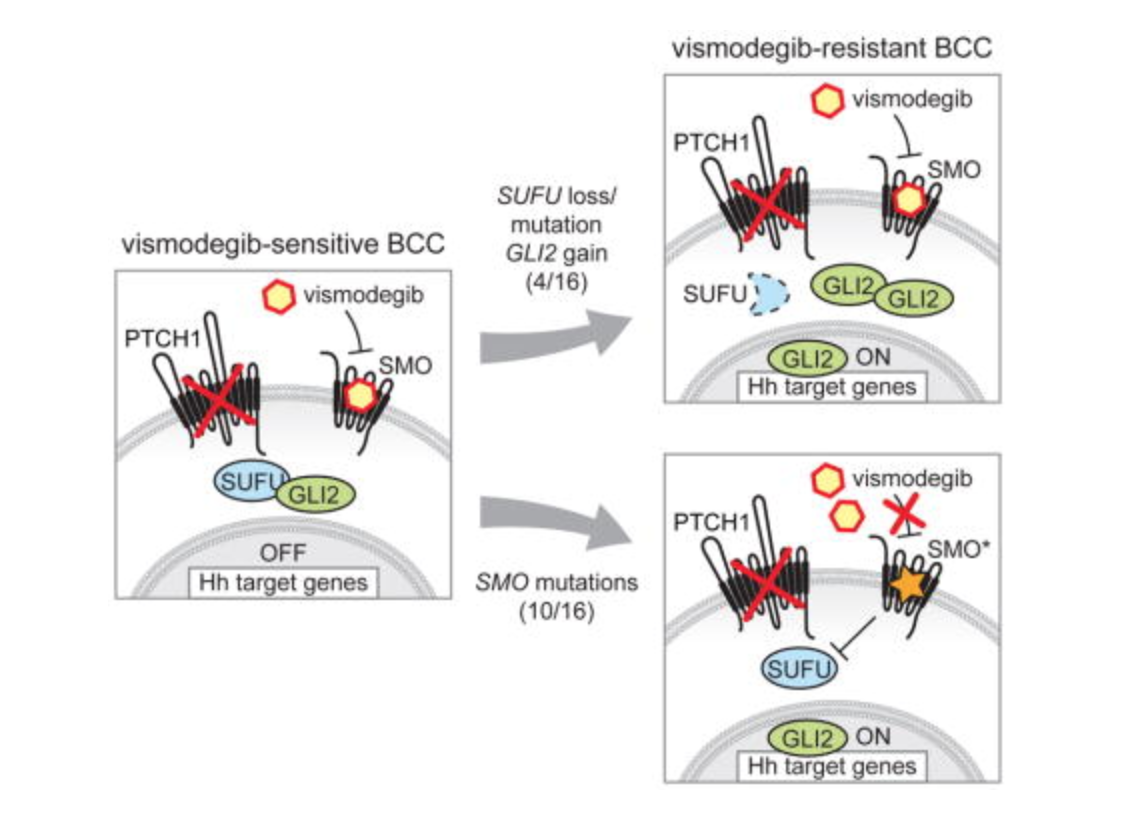 vismodegib-sensitive BCC
vismodegib
PTCH1
SMO
SUFU
GLI2
OFF
Hh target genes
SUFU loss/
mutation
GLI2 gain
(4/16)
SMO mutations
(10/16)
vismodegib-resistant BCC
vismodegib
PTCH1
SMO
SUFU
GLI2
GLI2
GLI2 ON
Hh target genes
vismodegib
PTCH1
SMO*
SUFU
GLI2 ON
Hh target genes